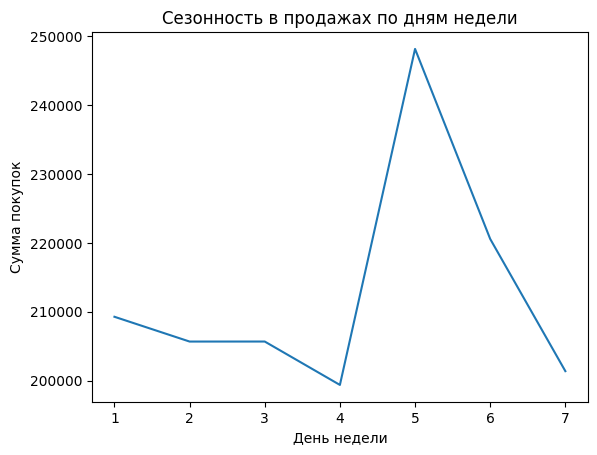 Сезонность в продажах по дням недели
250000
240000
230000
220000
210000
200000
Сумма покупок
1 2 3 4 5 6 7
День недели